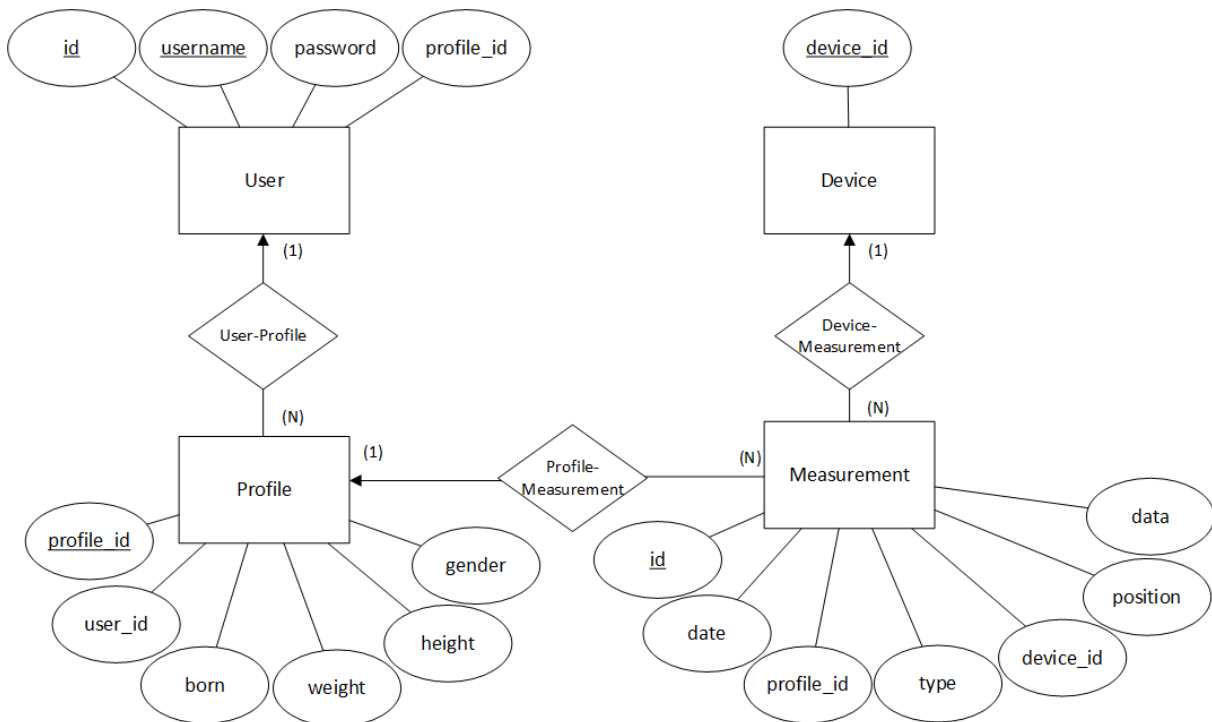 id
username
password
profile_id
device_id
User
Device
(1)
(1)
User-Profile
Device-
Measurement
(N)
(N)
Profile
(1)
Profile-
Measurement
(N)
Measurement
profile_id
user_id
born
weight
height
gender
id
date
profile_id
type
device_id
position
data